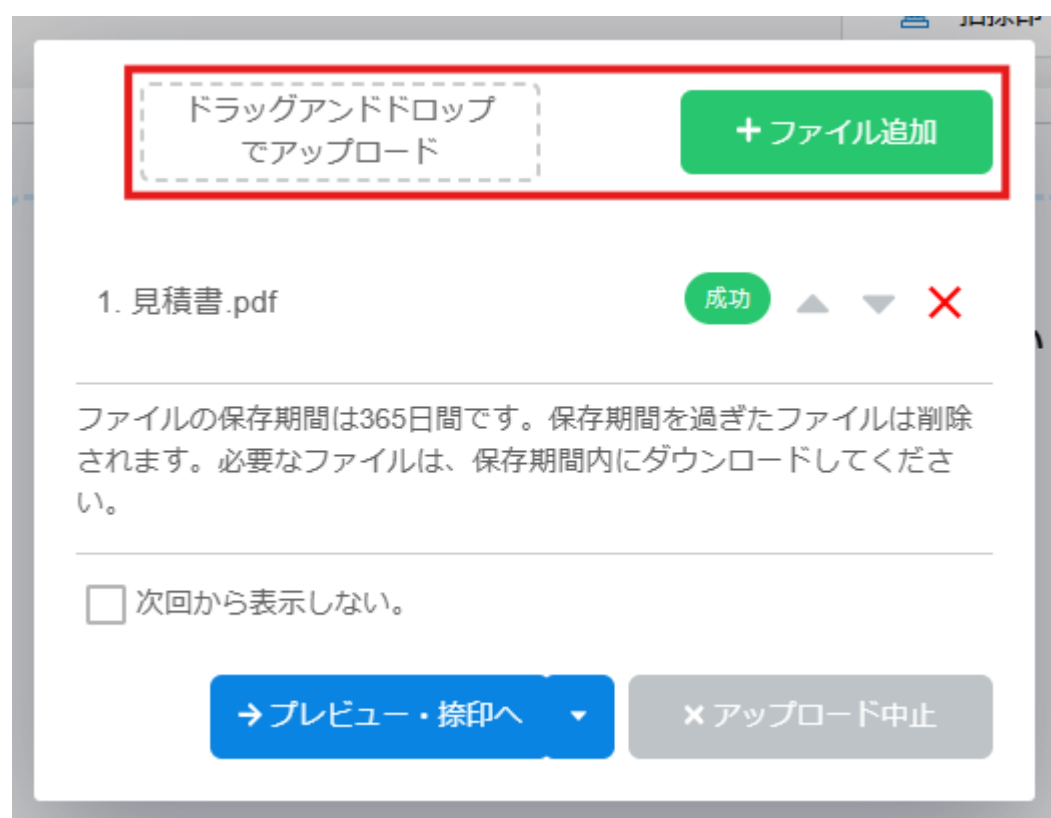 ドラッグアンドドロップ
でアップロード
+ ファイル追加
1. 見積書.pdf
成功
ファイルの保存期間は365日間です。保存期間を過ぎたファイルは削除
されます。必要なファイルは、保存期間内にダウンロードしてくださ
い。
次回から表示しない。
→ プレビュー・捺印へ
× アップロード中止